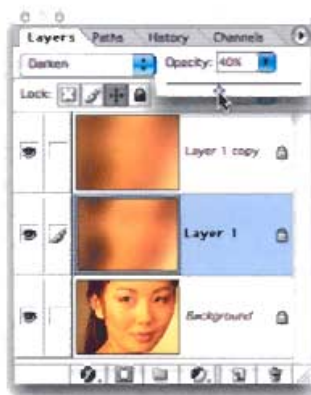 Layers Paths History Channels
Darken Opacity: 40%
Lock:
Layer 1 copy
Layer 1
Background